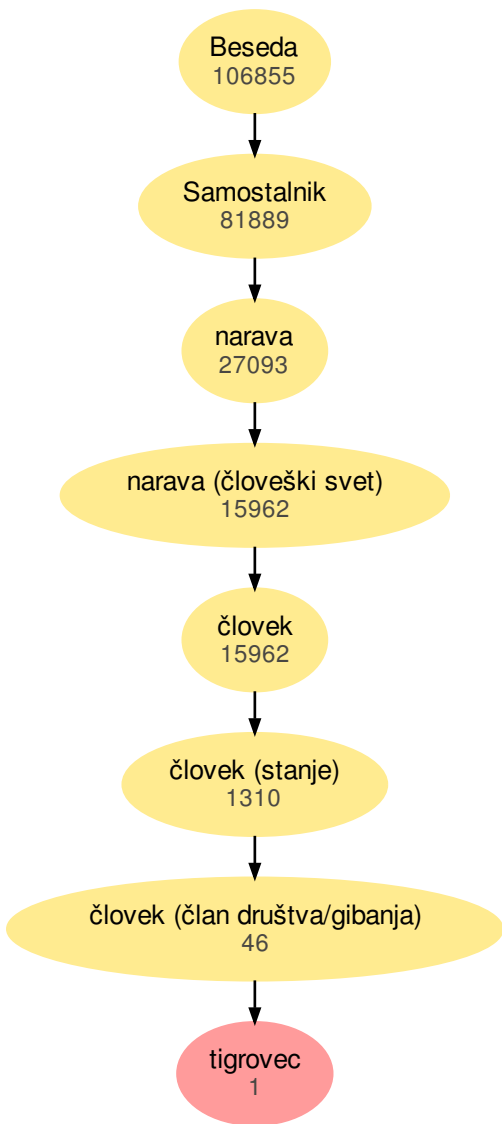 Beseda
106855
Samostalnik
81889
narava
27093
narava (človeški svet)
15962
človek
15962
človek (stanje)
1310
človek (član društva/gibanja)
46
tigrovec
1